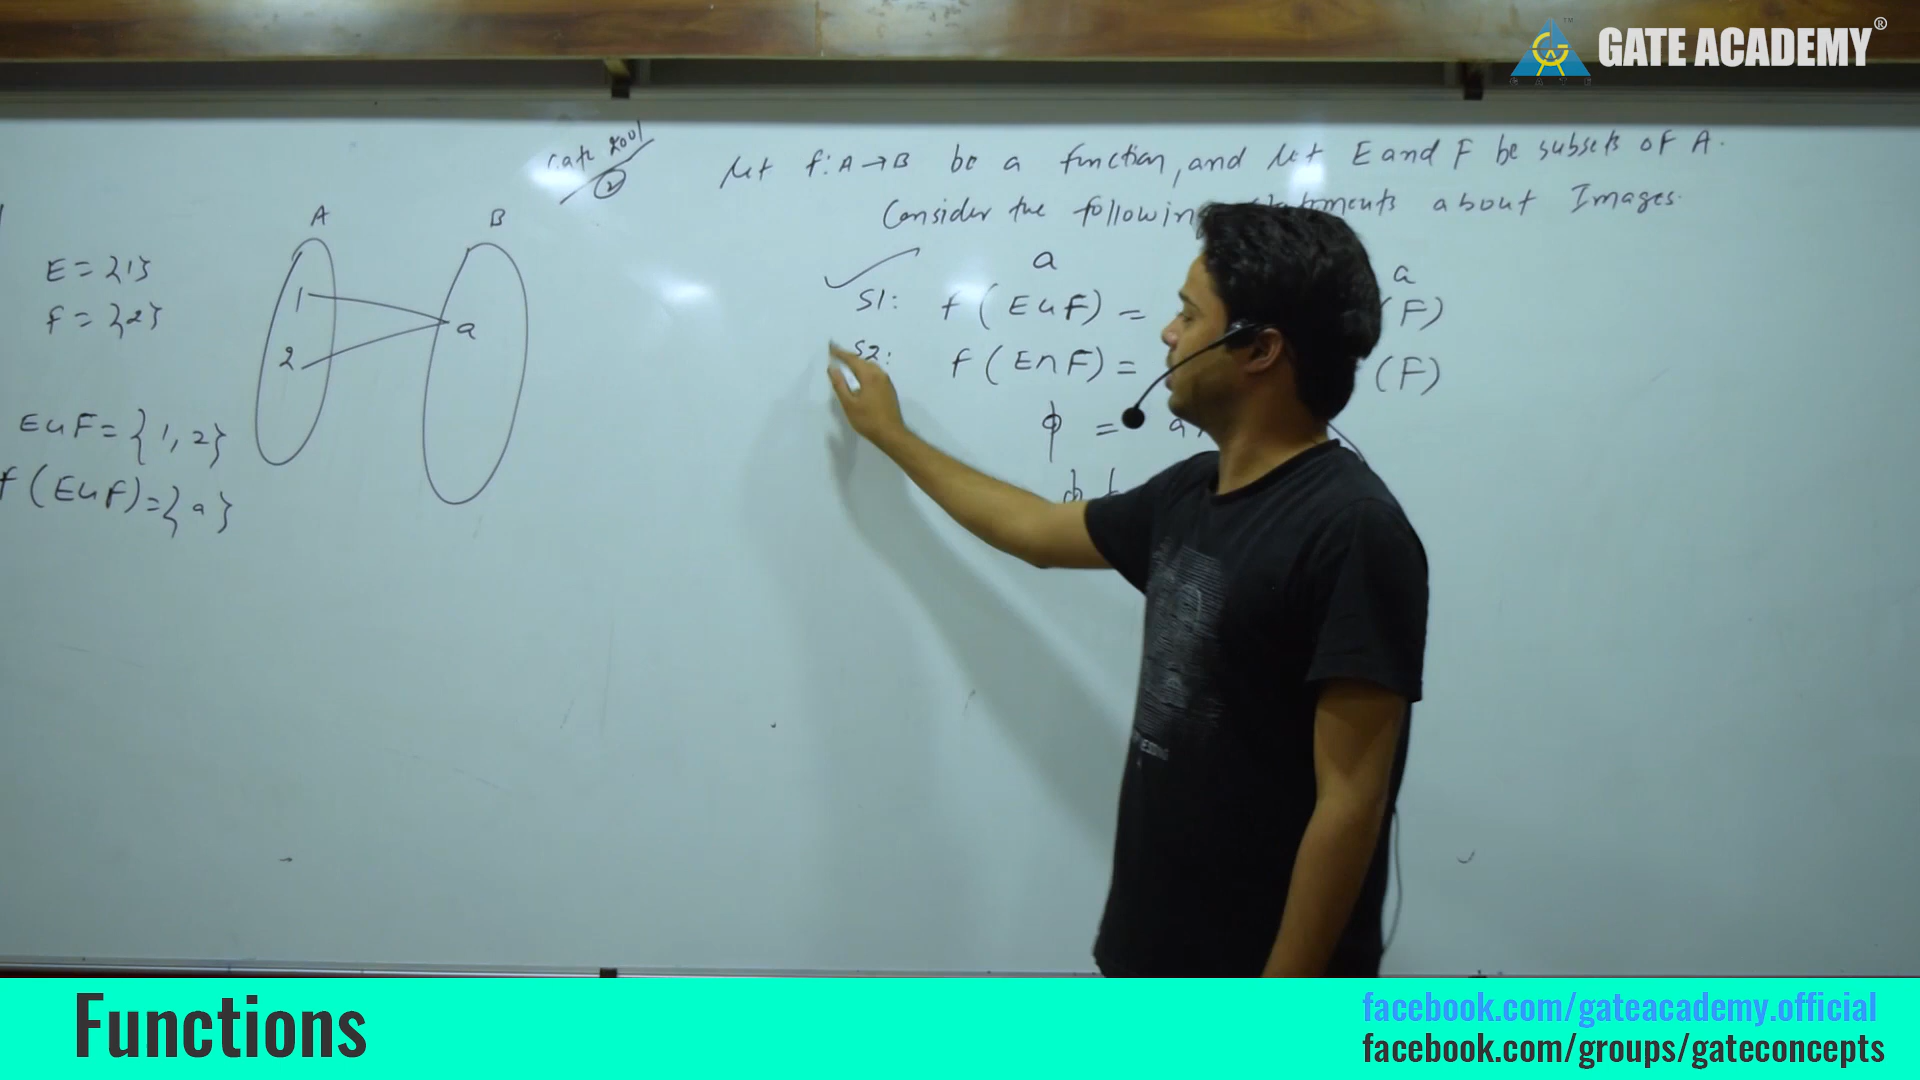 GATE ACADEMY®
Gate 2001
2
Let f: A → B be a function, and let E and F be subsets of A.
Consider the following statements about Images.
A B
E = {1}
F = {2}
1
2
a
E∪F = {1, 2}
f(E∪F) = {a}
a a
S1: f(E∪F) = (F)
S2: f(E∩F) = (F)
ϕ = a
ϕ
Functions
facebook.com/gateacademy.official
facebook.com/groups/gateconcepts